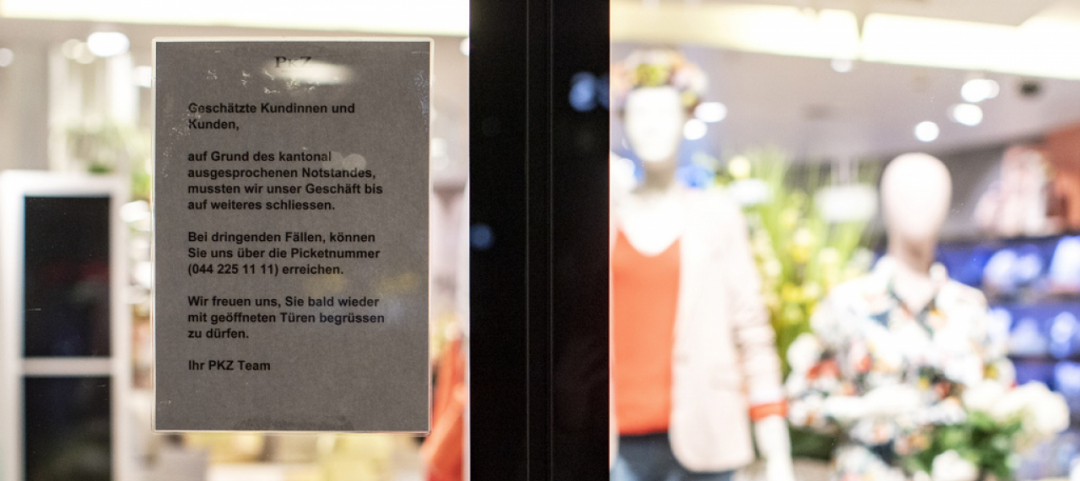 PKZ
Geschätzte Kundinnen und
Kunden,
auf Grund des kantonal
ausgesprochenen Notstandes,
mussten wir unser Geschäft bis
auf weiteres schliessen.
Bei dringenden Fällen, können
Sie uns über die Picketnummer
(044 225 11 11) erreichen.
Wir freuen uns, Sie bald wieder
mit geöffneten Türen begrüssen
zu dürfen.
Ihr PKZ Team